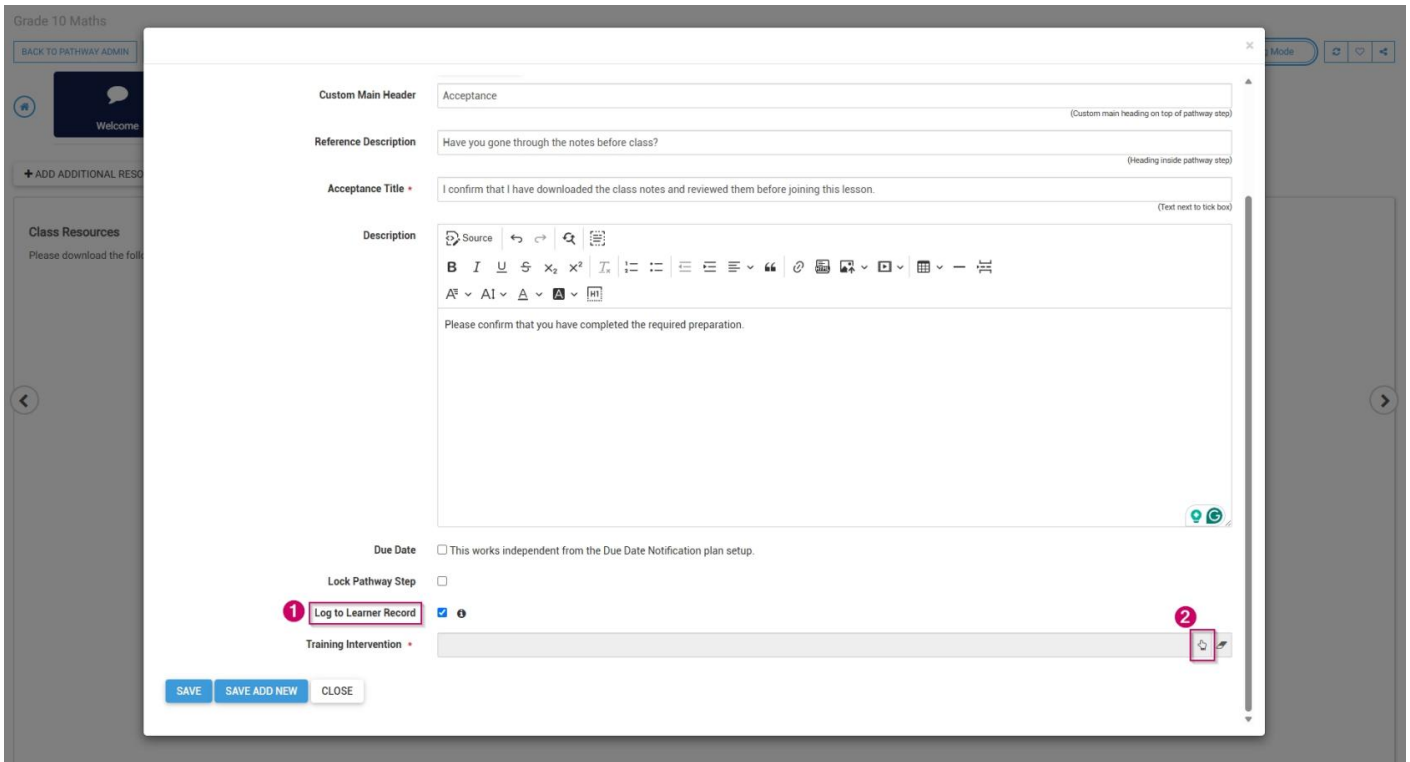 Grade 10 Maths
BACK TO PATHWAY ADMIN
Mode
×
Welcome
+ ADD ADDITIONAL RESO
Class Resources
Please download the foll
Custom Main Header
Acceptance
(Custom main heading on top of pathway step)
Reference Description
Have you gone through the notes before class?
(Heading inside pathway step)
Acceptance Title •
I confirm that I have downloaded the class notes and reviewed them before joining this lesson.
(Text next to tick box)
Description
Source
Please confirm that you have completed the required preparation.
Due Date
This works independent from the Due Date Notification plan setup.
Lock Pathway Step
1 Log to Learner Record
2
Training Intervention •
SAVE SAVE ADD NEW CLOSE